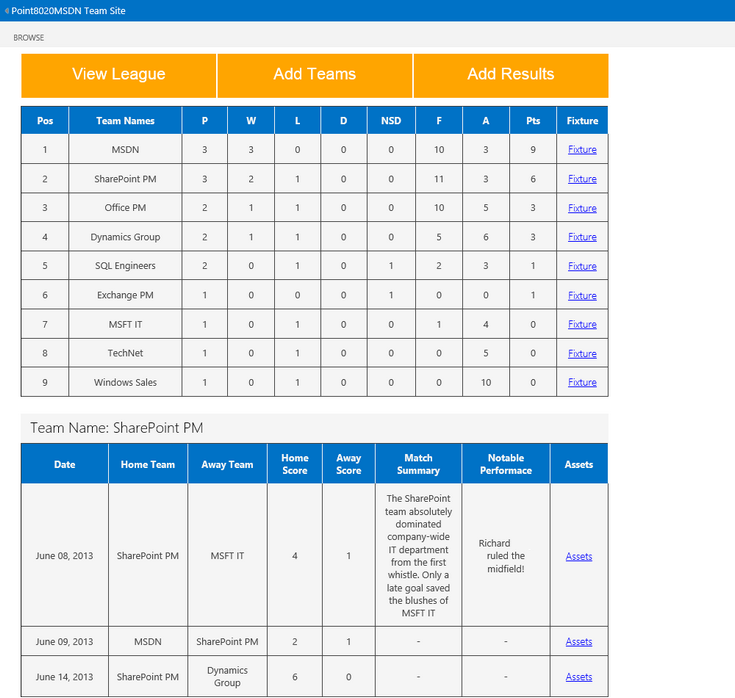 Point8020MSDN Team Site
BROWSE
View League Add Teams Add Results
Pos Team Names P W L D NSD F A Pts Fixture
1 MSDN 3 3 0 0 0 10 3 9 Fixture
2 SharePoint PM 3 2 1 0 0 11 3 6 Fixture
3 Office PM 2 1 1 0 0 10 5 3 Fixture
4 Dynamics Group 2 1 1 0 0 5 6 3 Fixture
5 SQL Engineers 2 0 1 0 1 2 3 1 Fixture
6 Exchange PM 1 0 0 0 1 0 0 1 Fixture
7 MSFT IT 1 0 1 0 0 1 4 0 Fixture
8 TechNet 1 0 1 0 0 0 5 0 Fixture
9 Windows Sales 1 0 1 0 0 0 10 0 Fixture
Team Name: SharePoint PM
Date Home Team Away Team Home Score Away Score Match Summary Notable Performace Assets
June 08, 2013 SharePoint PM MSFT IT 4 1
The SharePoint
team absolutely
dominated
company-wide
IT department
from the first
whistle. Only a
late goal saved
the blushes of
MSFT IT
Richard
ruled the
midfield!
Assets
June 09, 2013 MSDN SharePoint PM 2 1 - - Assets
June 14, 2013 SharePoint PM Dynamics Group 6 0 - - Assets